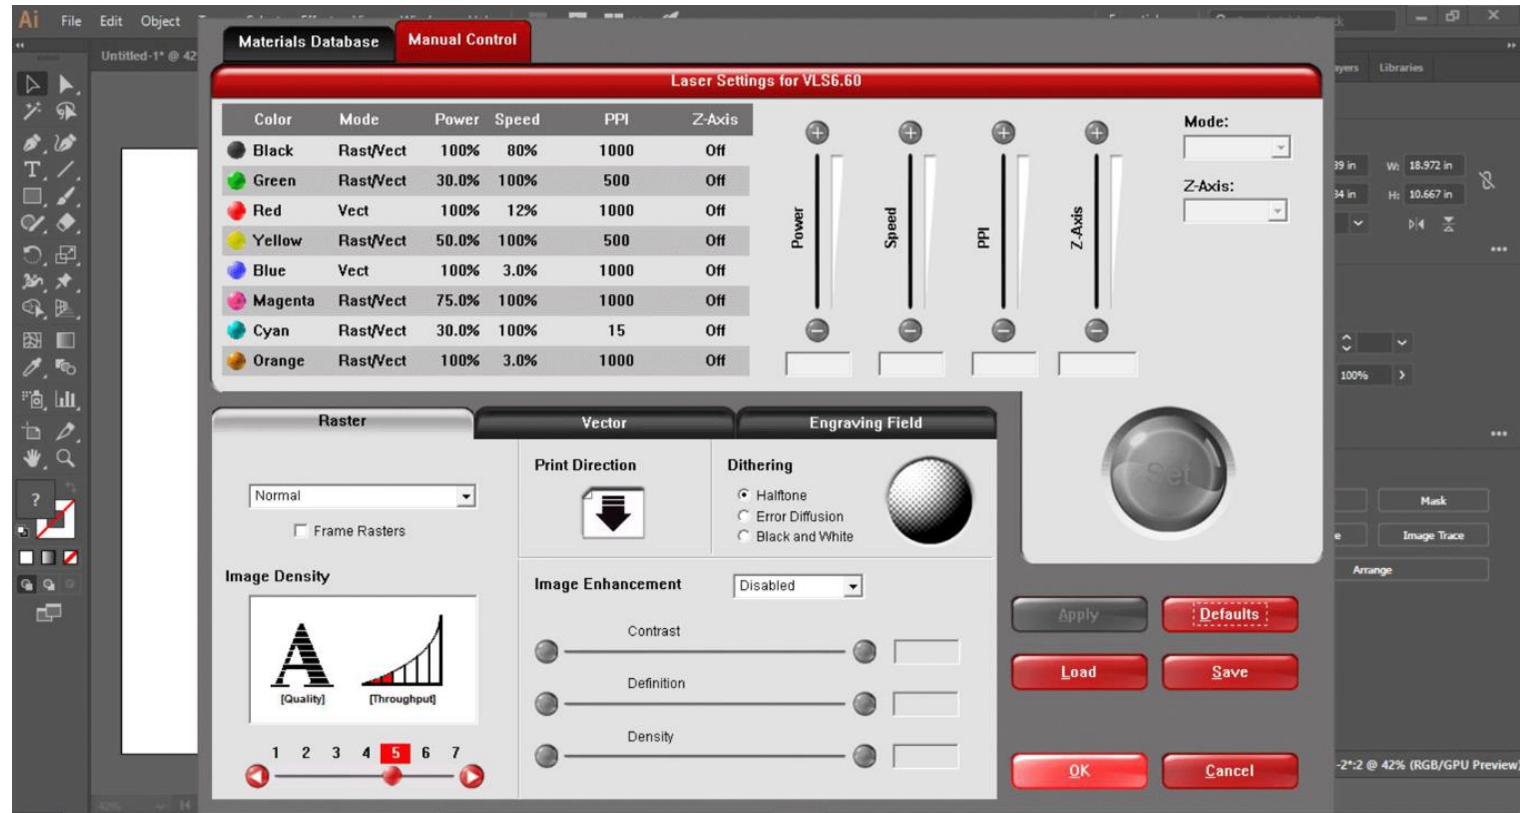 Ai File Edit Object
Untitled-1* @ 42
Materials Database Manual Control
Laser Settings for VLS6.60
Color Mode Power Speed PPI Z-Axis
Black Rast/Vect 100% 80% 1000 Off
Green Rast/Vect 30.0% 100% 500 Off
Red Vect 100% 12% 1000 Off
Yellow Rast/Vect 50.0% 100% 500 Off
Blue Vect 100% 3.0% 1000 Off
Magenta Rast/Vect 75.0% 100% 1000 Off
Cyan Rast/Vect 30.0% 100% 15 Off
Orange Rast/Vect 100% 3.0% 1000 Off
Power
Speed
PPI
Z-Axis
Mode:
Z-Axis:
Set
Raster Vector Engraving Field
Normal
Frame Rasters
Image Density
[Quality] [Throughput]
1 2 3 4 5 6 7
Print Direction
Dithering
Halftone
Error Diffusion
Black and White
Image Enhancement Disabled
Contrast
Definition
Density
Apply Defaults
Load Save
OK Cancel
Libraries
W: 18.972 in
H: 10.667 in
100%
Mask
Image Trace
Arrange
-2*:2 @ 42% (RGB/GPU Preview)
42%